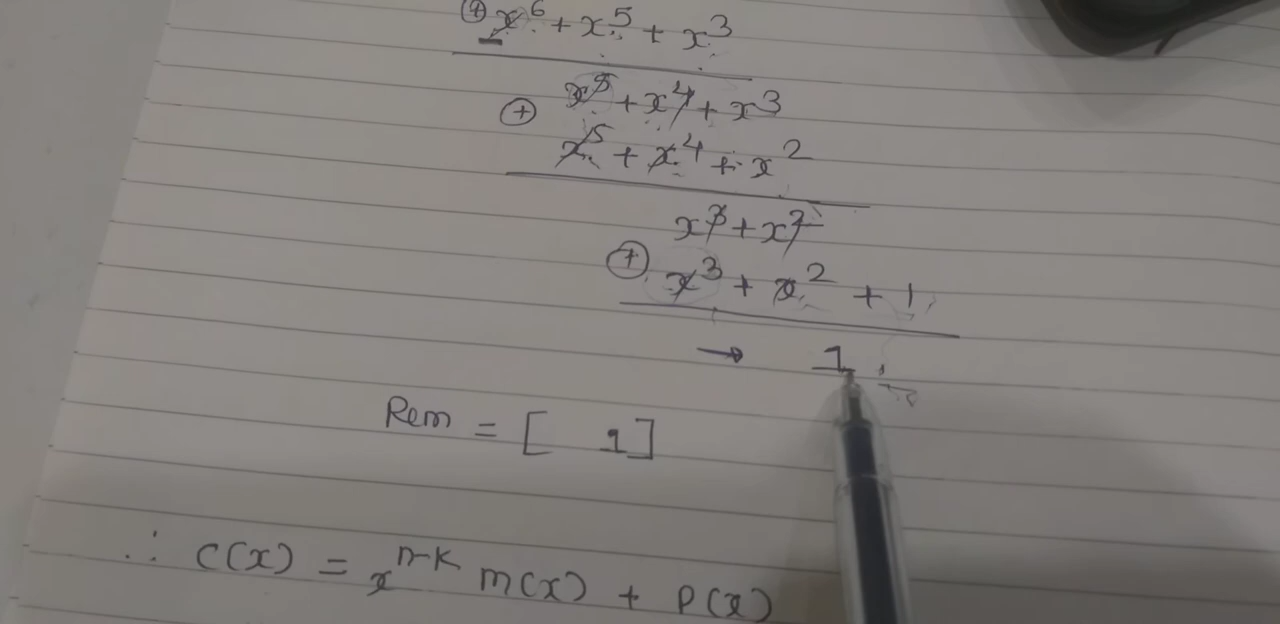 ⊕ x⁶ + x⁵ + x³
x⁵ + x⁴ + x³
⊕ x⁵ + x⁴ + x²
x³ + x²
⊕ x³ + x² + 1
→ 1
Rem = [ 1]
∴ c(x) = xⁿ⁻ᵏ m(x) + P(x)